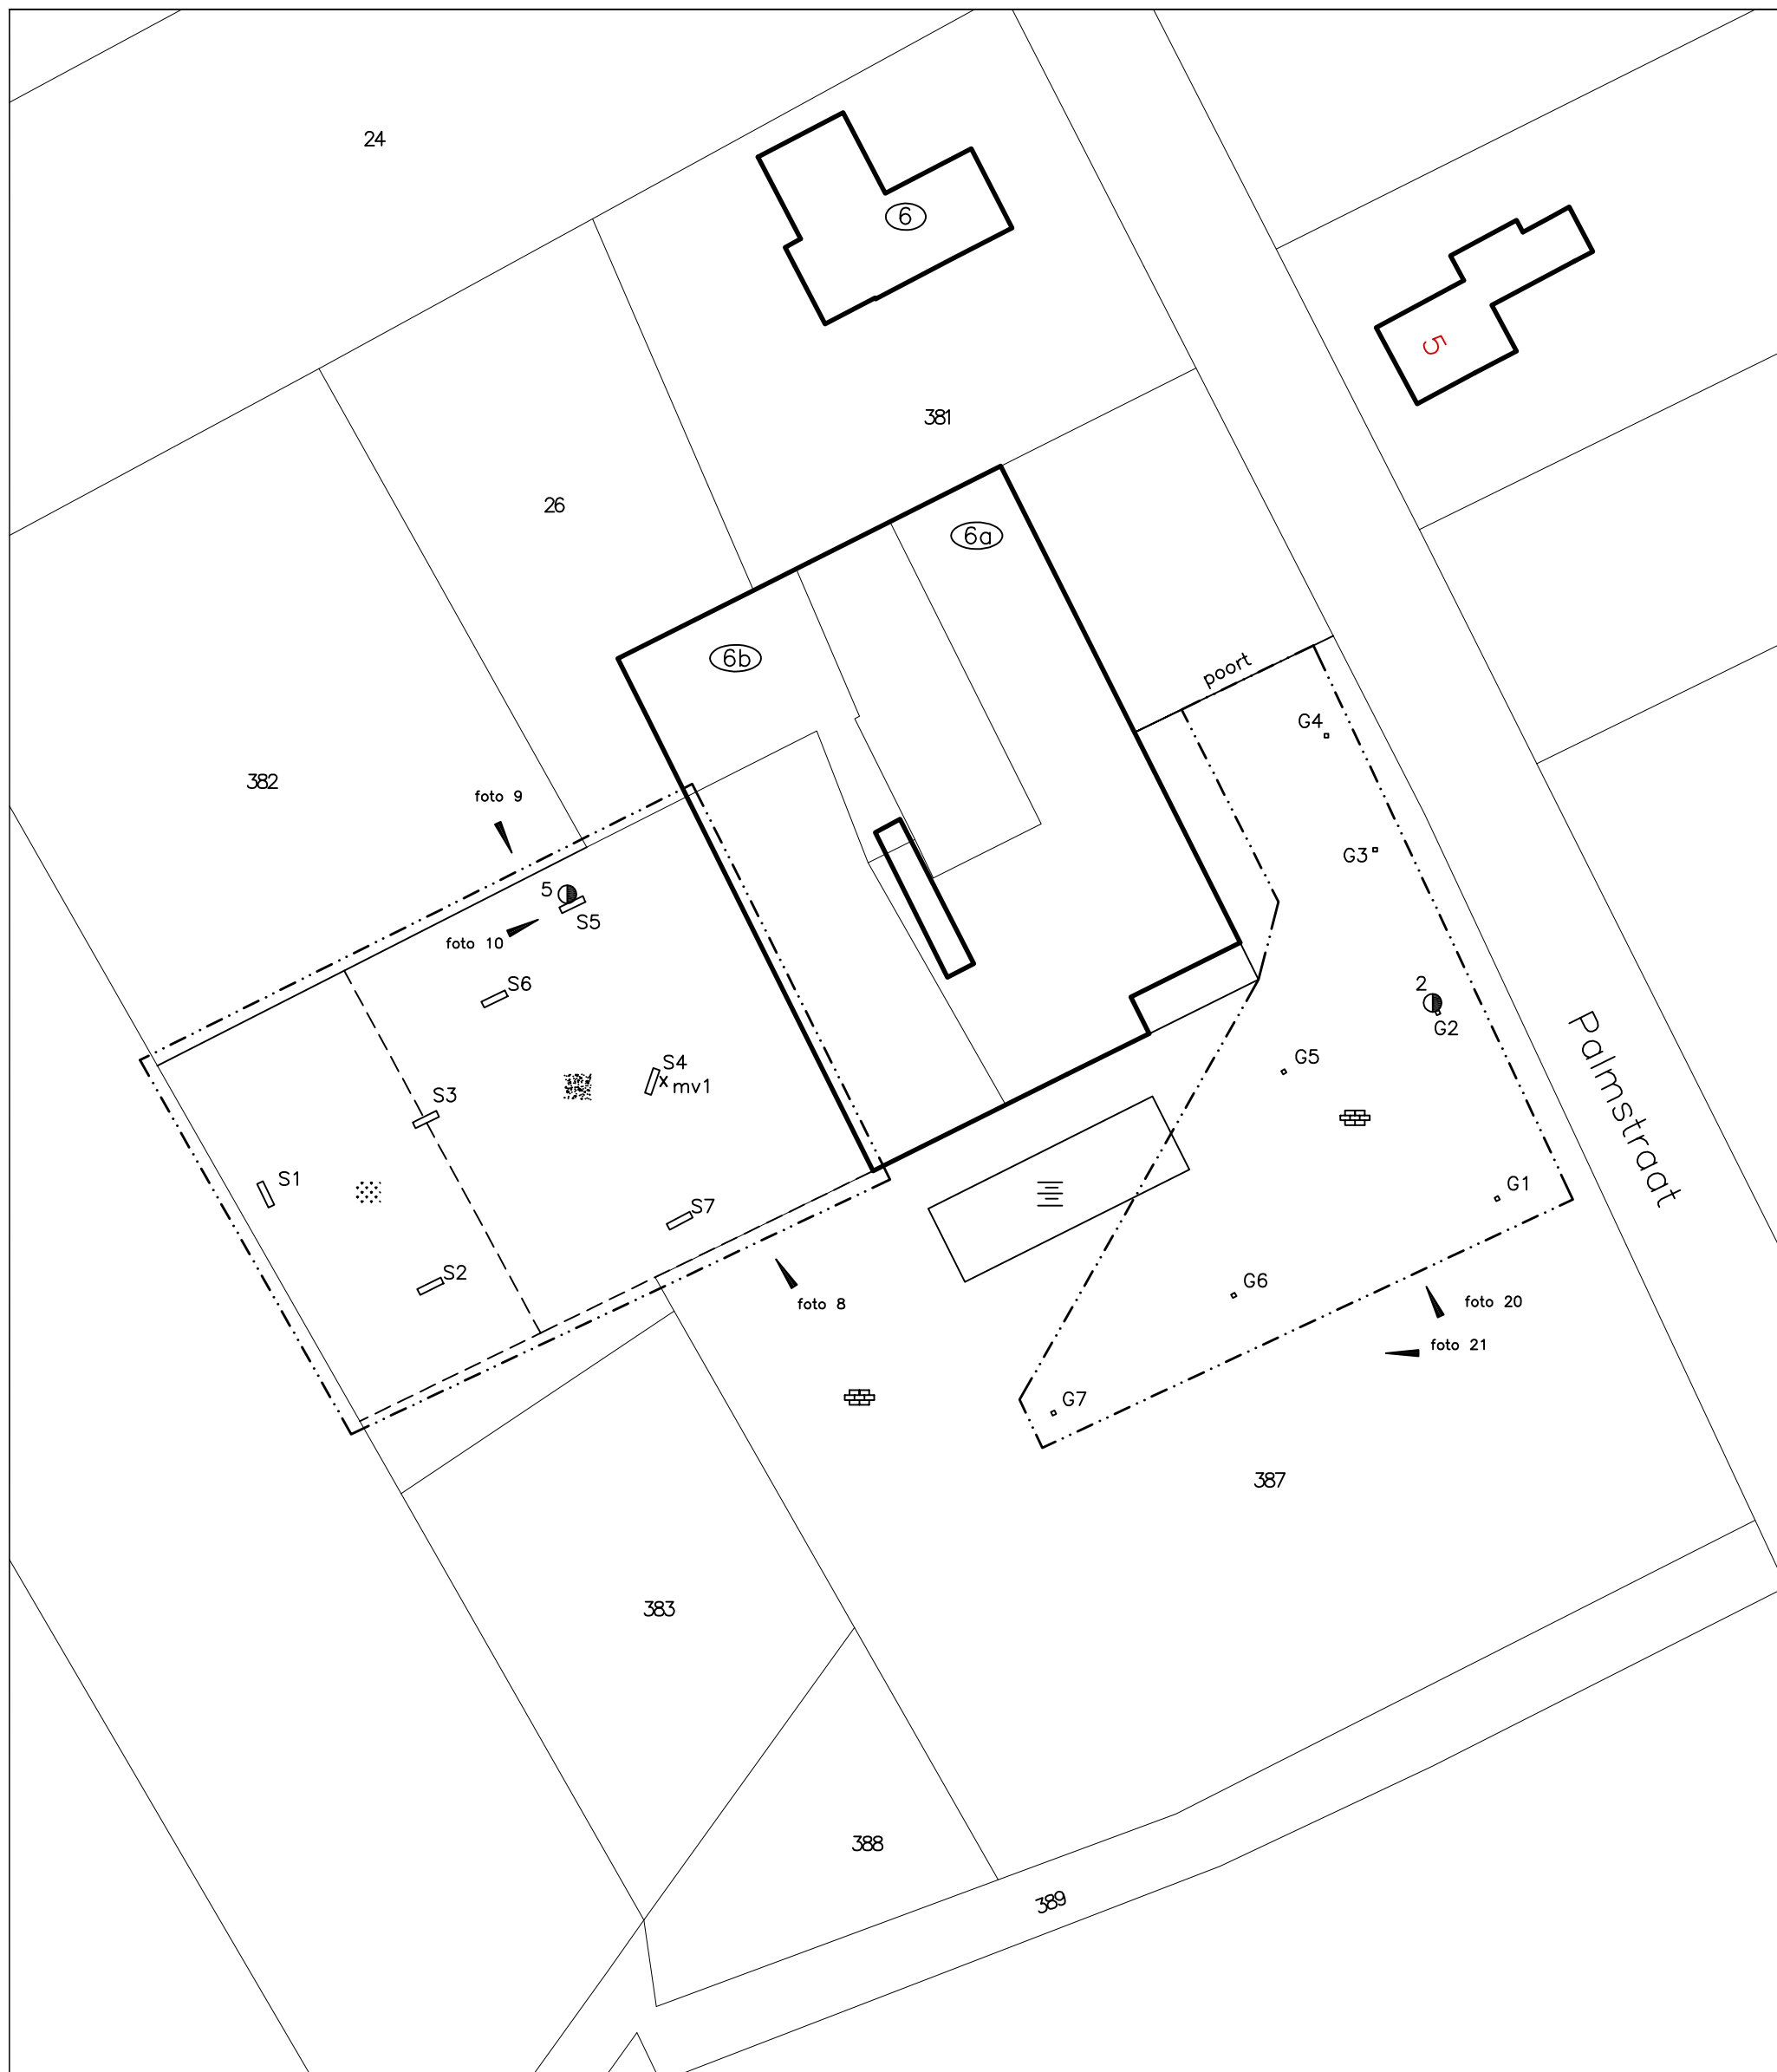 24
6
5
381
26
6a
6b
poort
G4
382
foto 9
G3
5
S5
foto 10
S6
2
G2
Palmstraat
G5
S4
mv1
S3
S1
G1
S7
S2
G6
foto 8
foto 20
foto 21
G7
387
383
388
389